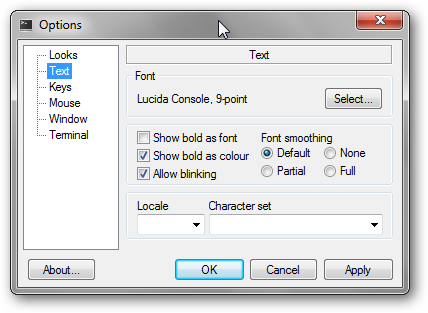 Options
Looks
Text
Keys
Mouse
Window
Terminal
Text
Font
Lucida Console, 9-point
Select...
Show bold as font
Show bold as colour
Allow blinking
Font smoothing
Default
None
Partial
Full
Locale
Character set
About...
OK
Cancel
Apply